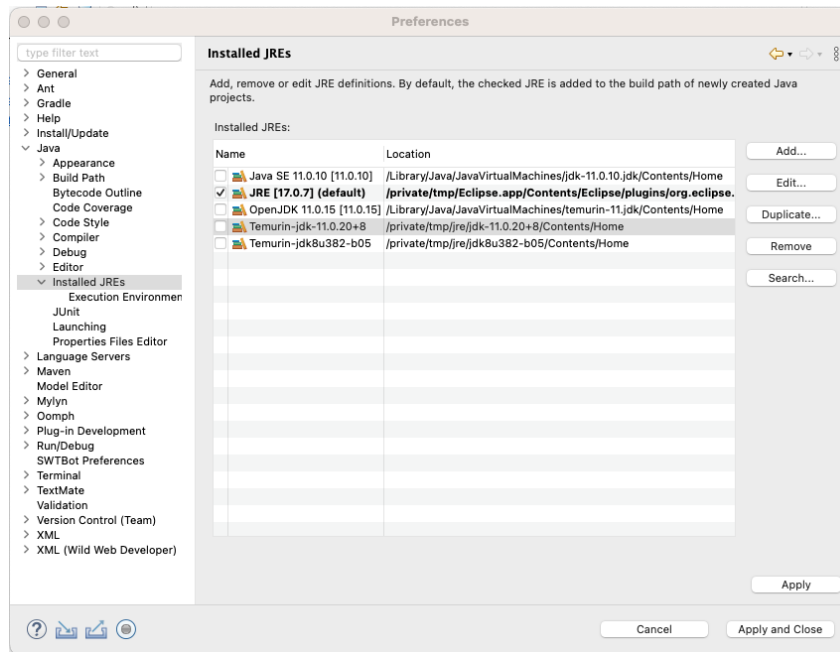 Preferences
type filter text
General
Ant
Gradle
Help
Install/Update
Java
Appearance
Build Path
Bytecode Outline
Code Coverage
Code Style
Compiler
Debug
Editor
Installed JREs
Execution Environmen
JUnit
Launching
Properties Files Editor
Language Servers
Maven
Model Editor
Mylyn
Oomph
Plug-in Development
Run/Debug
SWTBot Preferences
Terminal
TextMate
Validation
Version Control (Team)
XML
XML (Wild Web Developer)
Installed JREs
Add, remove or edit JRE definitions. By default, the checked JRE is added to the build path of newly created Java
projects.
Installed JREs:
Name Location
Java SE 11.0.10 [11.0.10] /Library/Java/JavaVirtualMachines/jdk-11.0.10.jdk/Contents/Home
JRE [17.0.7] (default) /private/tmp/Eclipse.app/Contents/Eclipse/plugins/org.eclipse.
OpenJDK 11.0.15 [11.0.15] /Library/Java/JavaVirtualMachines/temurin-11.jdk/Contents/Home
Temurin-jdk-11.0.20+8 /private/tmp/jre/jdk-11.0.20+8/Contents/Home
Temurin-jdk8u382-b05 /private/tmp/jre/jdk8u382-b05/Contents/Home
Add...
Edit...
Duplicate...
Remove
Search...
Apply
? Cancel Apply and Close